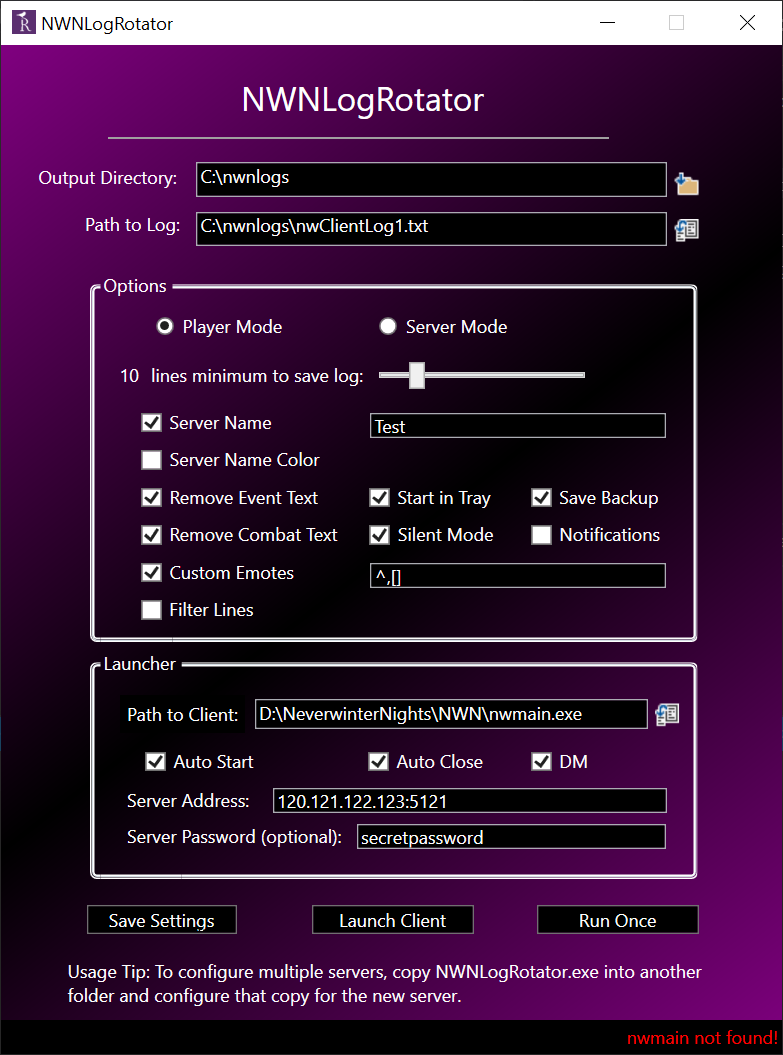 NWNLogRotator
NWNLogRotator
Output Directory: C:\nwnlogs
Path to Log: C:\nwnlogs\nwClientLog1.txt
Options
Player Mode Server Mode
10 lines minimum to save log:
Server Name Test
Server Name Color
Remove Event Text Start in Tray Save Backup
Remove Combat Text Silent Mode Notifications
Custom Emotes ^,[]
Filter Lines
Launcher
Path to Client: D:\NeverwinterNights\NWN\nwmain.exe
Auto Start Auto Close DM
Server Address: 120.121.122.123:5121
Server Password (optional): secretpassword
Save Settings Launch Client Run Once
Usage Tip: To configure multiple servers, copy NWNLogRotator.exe into another
folder and configure that copy for the new server.
nwmain not found!